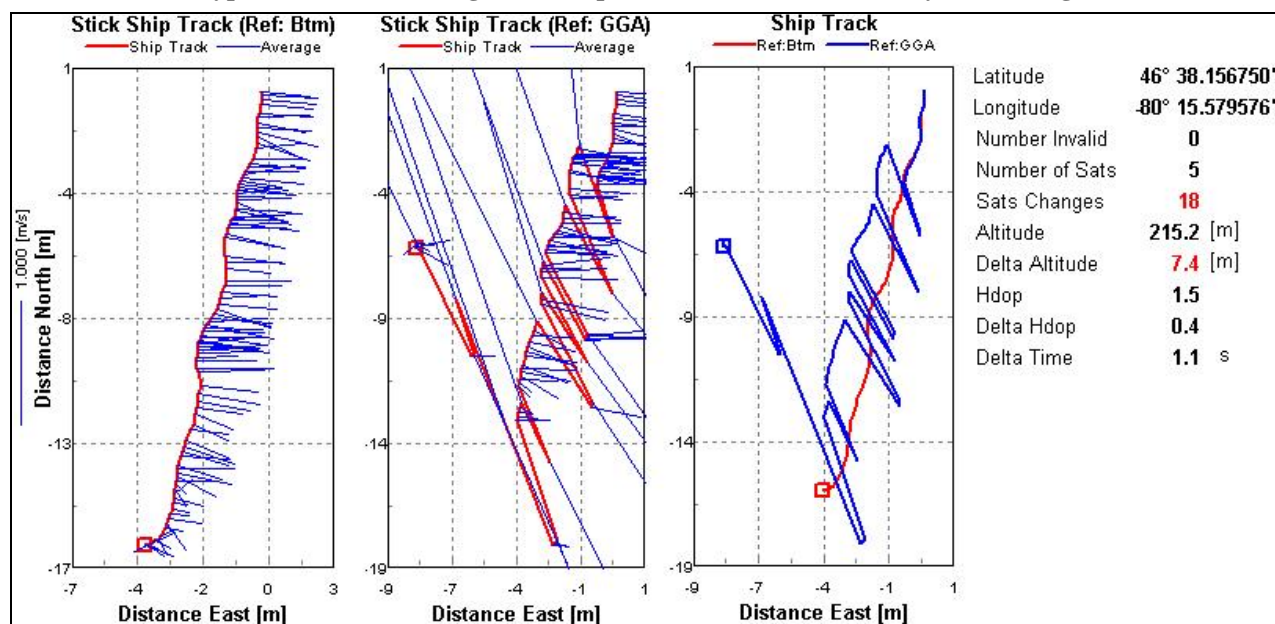 Stick Ship Track (Ref: Btm)
Ship Track Average
1.000 [m/s]
Distance North [m]
1
-4
-8
-13
-17
-7 -4 -2 0 3
Distance East [m]
Stick Ship Track (Ref: GGA)
Ship Track Average
1
-4
-9
-14
-19
-9 -6 -4 -1 1
Distance East [m]
Ship Track
Ref:Btm Ref:GGA
1
-4
-9
-14
-19
-9 -6 -4 -1 1
Distance East [m]
Latitude 46° 38.156750'
Longitude -80° 15.579576'
Number Invalid 0
Number of Sats 5
Sats Changes 18
Altitude 215.2 [m]
Delta Altitude 7.4 [m]
Hdop 1.5
Delta Hdop 0.4
Delta Time 1.1 s